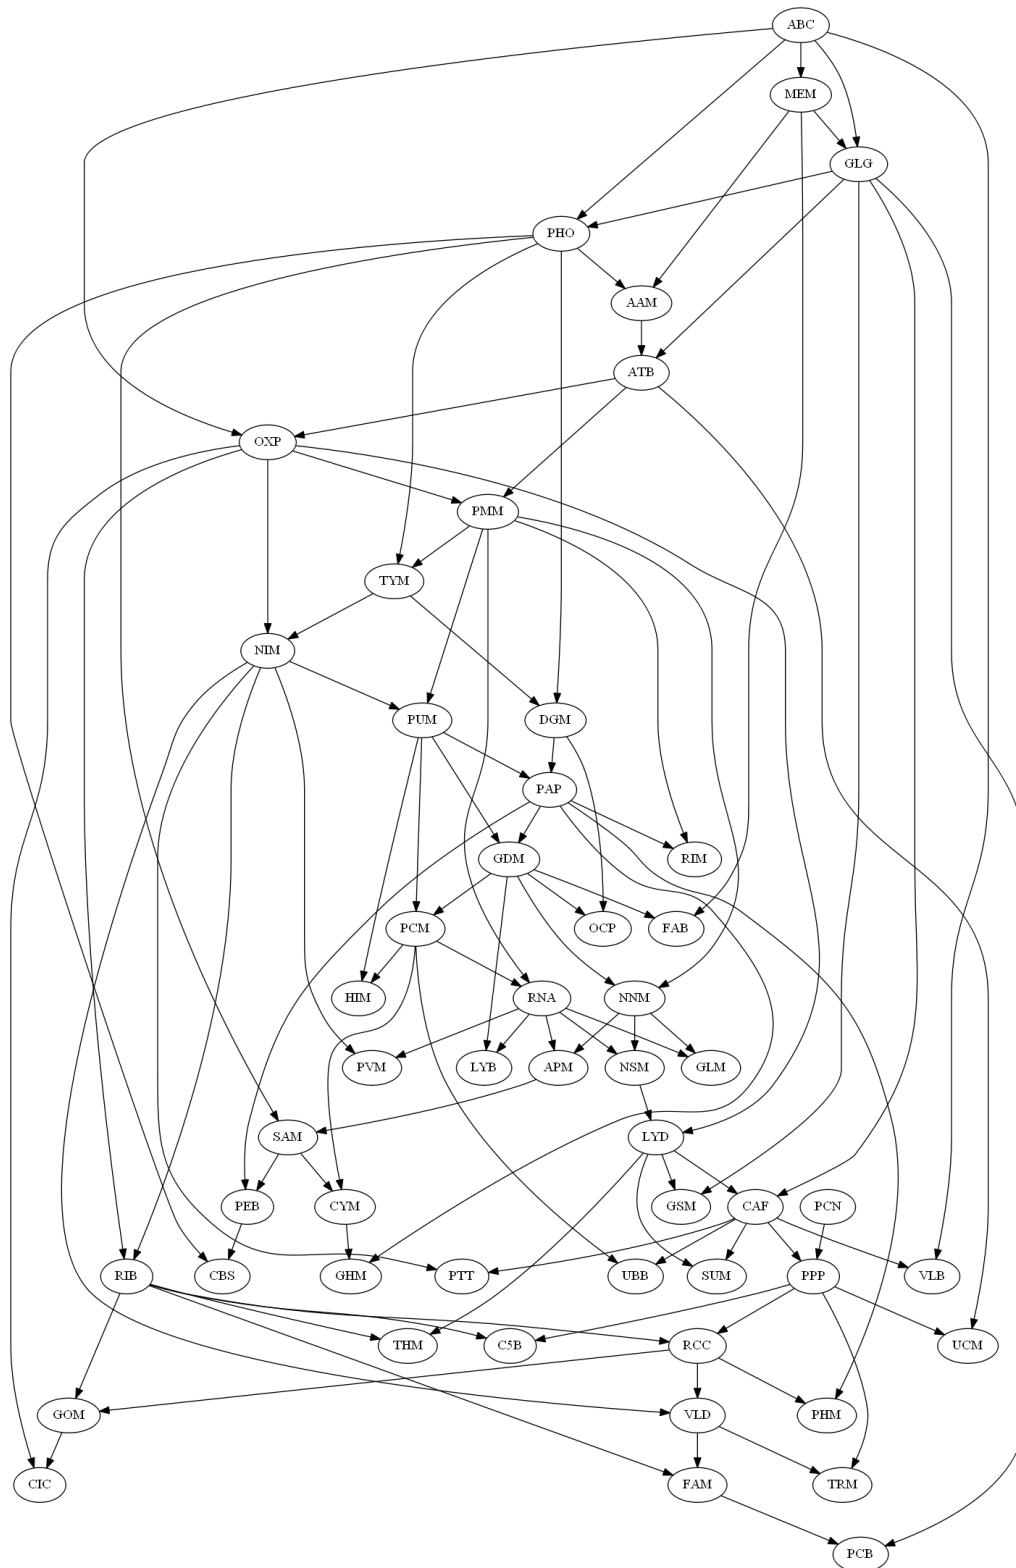 ABC
MEM
GLG
PHO
AAM
ATB
OXP
PMM
TYM
NIM
PUM
DGM
PAP
GDM
RIM
PCM
OCP
FAB
HIM
RNA
NNM
PVM
LYB
APM
NSM
GLM
SAM
LYD
PEB
CYM
GSM
CAF
PCN
RIB
CBS
GHM
PTT
UBB
SUM
PPP
VLB
THM
C5B
RCC
UCM
GOM
VLD
PHM
CIC
FAM
TRM
PCB